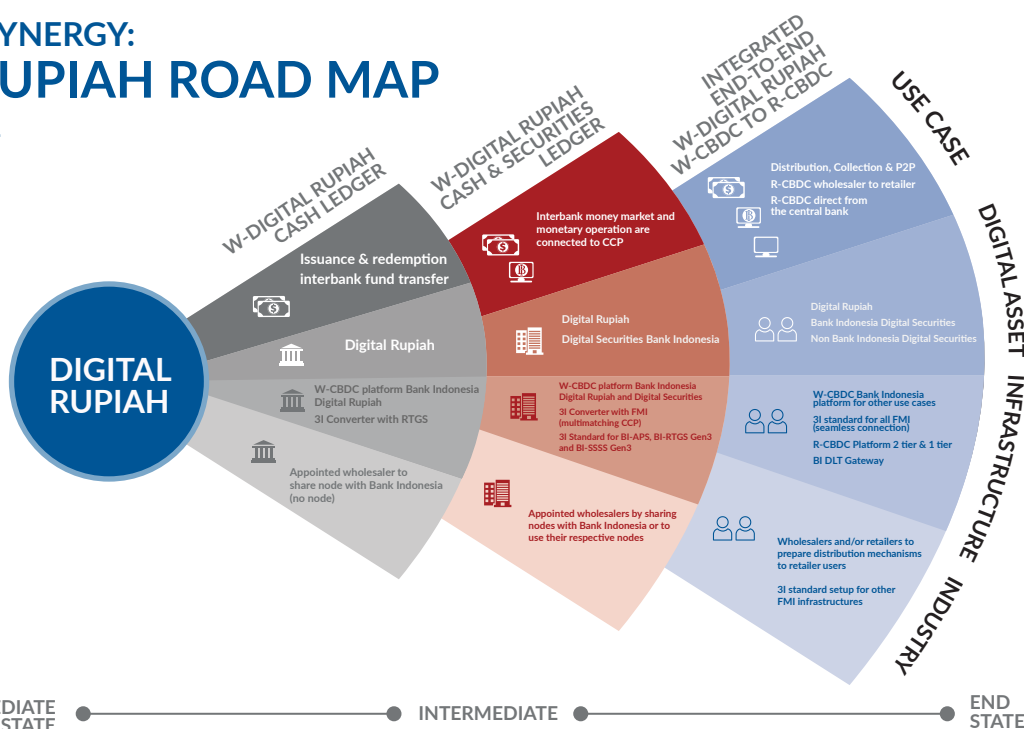 YNERGY:
UPIAH ROAD MAP
W-DIGITAL RUPIAH
CASH LEDGER
W-DIGITAL RUPIAH
CASH & SECURITIES
LEDGER
INTEGRATED
END-TO-END
W-DIGITAL RUPIAH
W-CBDC TO R-CBDC
USE CASE
DIGITAL ASSET
INFRASTRUCTURE
INDUSTRY
DIGITAL
RUPIAH
Issuance & redemption
interbank fund transfer
Digital Rupiah
W-CBDC platform Bank Indonesia
Digital Rupiah
3I Converter with RTGS
Appointed wholesaler to
share node with Bank Indonesia
(no node)
Interbank money market and
monetary operation are
connected to CCP
Digital Rupiah
Digital Securities Bank Indonesia
W-CBDC platform Bank Indonesia
Digital Rupiah and Digital Securities
3I Converter with FMI
(multimatching CCP)
3I Standard for BI-APS, BI-RTGS Gen3
and BI-SSSS Gen3
Appointed wholesalers by sharing
nodes with Bank Indonesia or to
use their respective nodes
Distribution, Collection & P2P
R-CBDC wholesaler to retailer
R-CBDC direct from
the central bank
Digital Rupiah
Bank Indonesia Digital Securities
Non Bank Indonesia Digital Securities
W-CBDC Bank Indonesia
platform for other use cases
3I standard for all FMI
(seamless connection)
R-CBDC Platform 2 tier & 1 tier
BI DLT Gateway
Wholesalers and/or retailers to
prepare distribution mechanisms
to retailer users
3I standard setup for other
FMI infrastructures
EDIATE
STATE
INTERMEDIATE
END
STATE